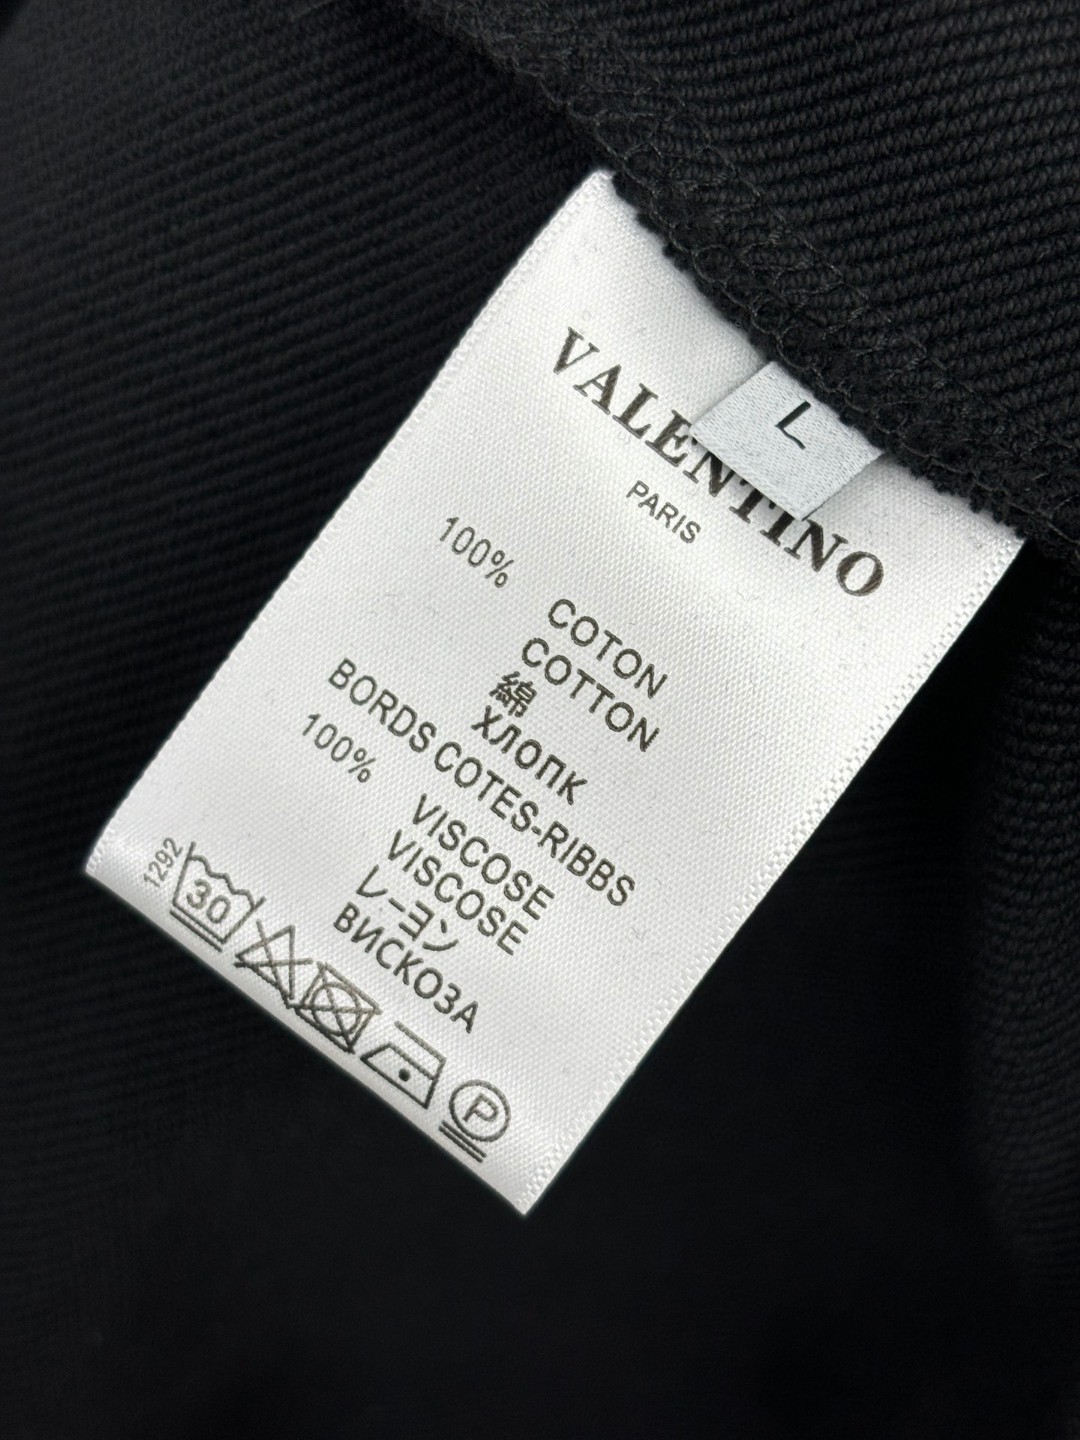 L
VALENTINO
PARIS
100%
COTON
COTTON
綿
ХЛОПК
BORDS COTES-RIBBS
100%
VISCOSE
VISCOSE
レーヨン
ВИСКОЗА
1292
30
P